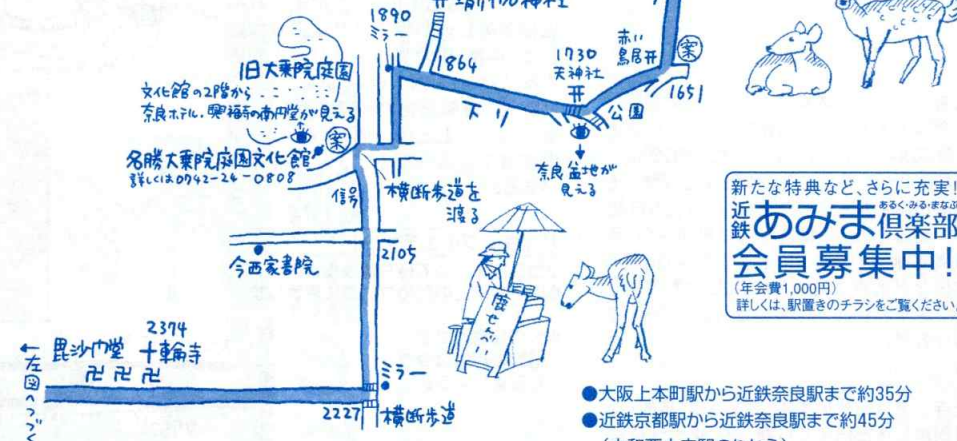 1890
ミラー
1864
下り
1730
天神社
赤い
鳥居
案
1651
公園
奈良盆地が
見える
旧大乗院庭園
文化館の2階から
奈良ホテル、興福寺の南円堂が見える
案
名勝大乗院庭園文化館
詳しくは0742-24-0808
信号
横断歩道を
渡る
2105
今西家書院
鹿せんべい
2374
毘沙門堂 十輪寺
卍 卍 卍
←左図へつづく
ミラー
2227
横断歩道
新たな特典など、さらに充実!
あるく・みる・まなぶ
近鉄あみま倶楽部
会員募集中!
(年会費1,000円)
詳しくは、駅置きのチラシをご覧ください。
●大阪上本町駅から近鉄奈良駅まで約35分
●近鉄京都駅から近鉄奈良駅まで約45分